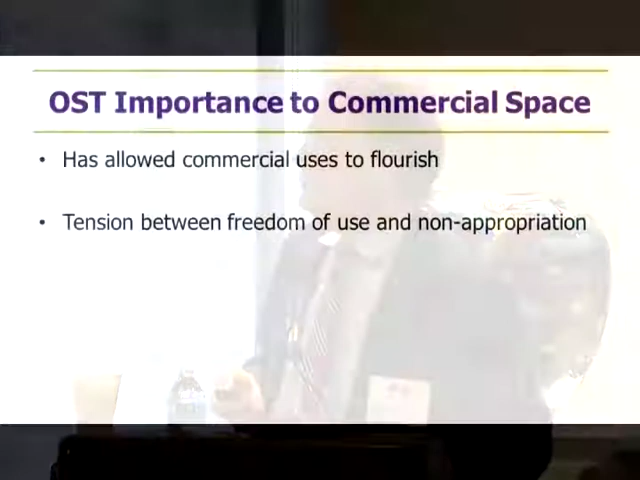 OST Importance to Commercial Space
• Has allowed commercial uses to flourish
• Tension between freedom of use and non-appropriation